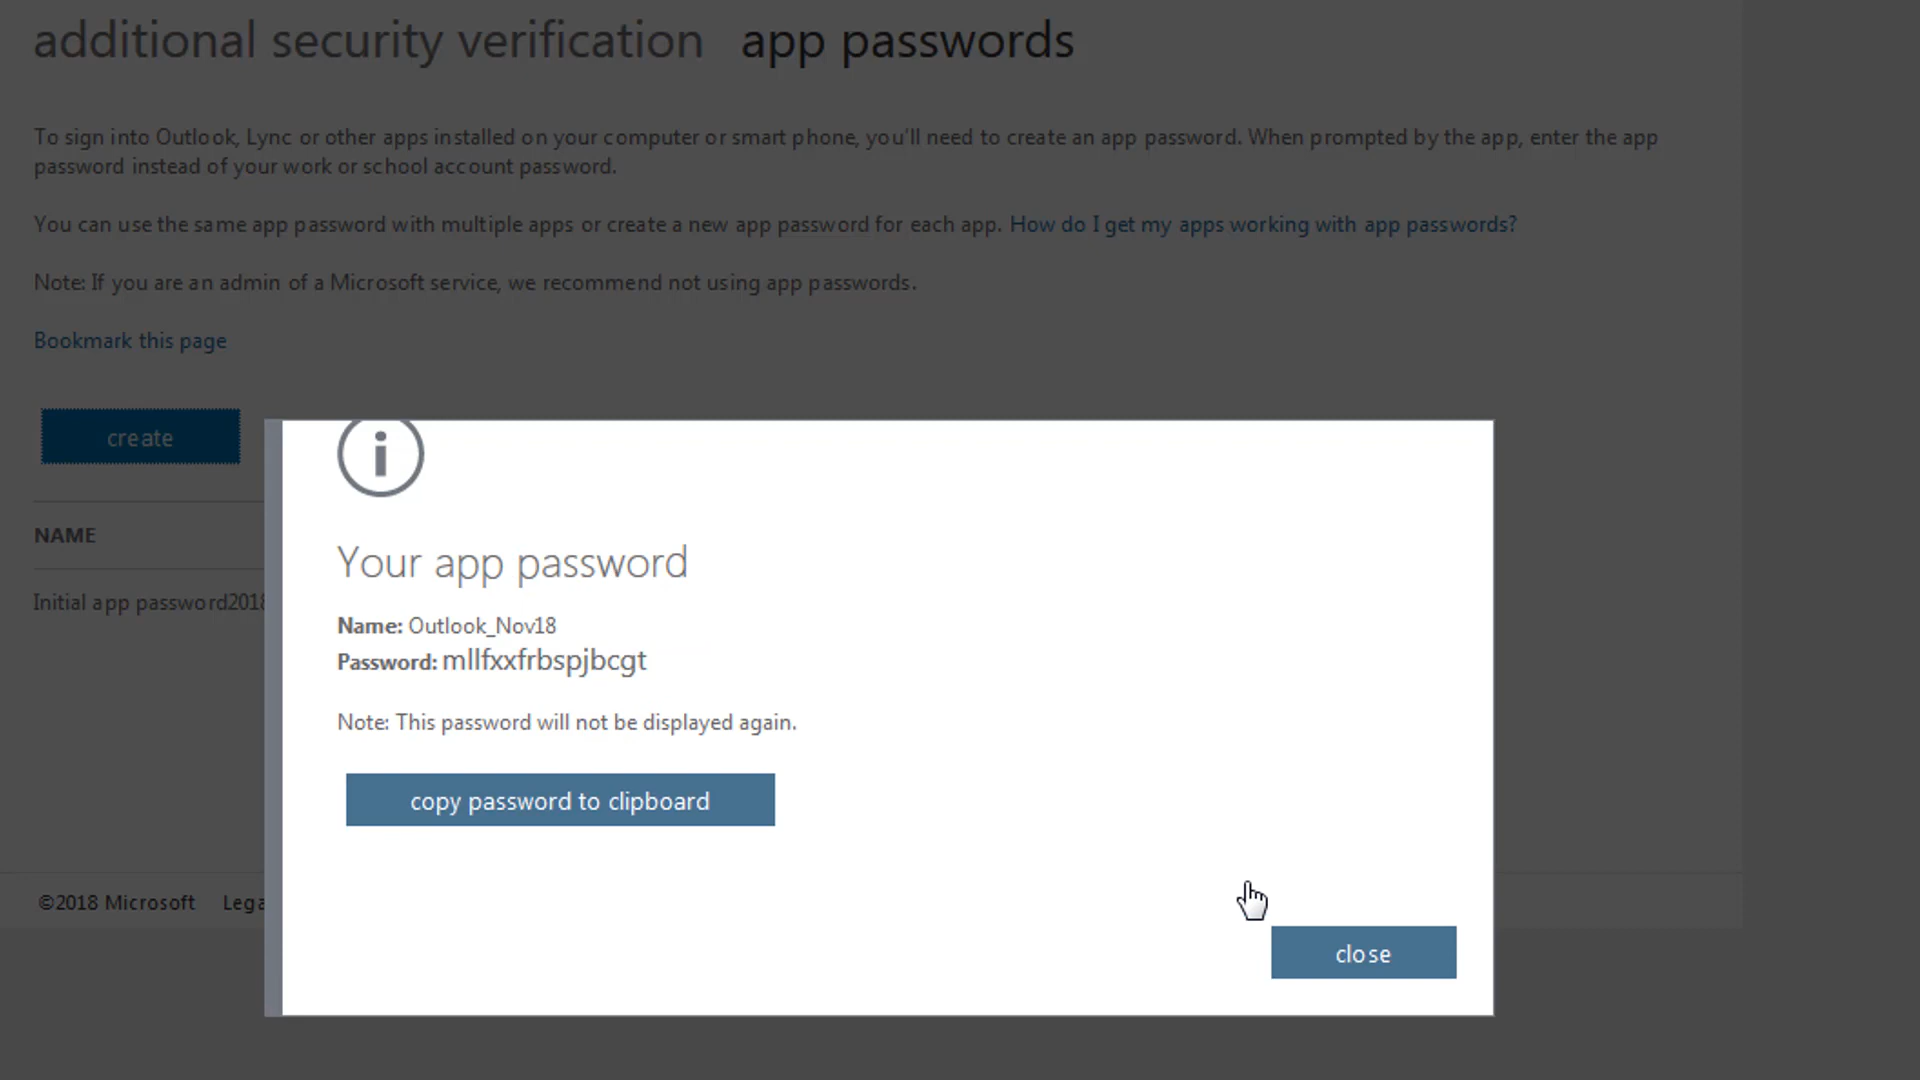 additional security verification app passwords
To sign into Outlook, Lync or other apps installed on your computer or smart phone, you'll need to create an app password. When prompted by the app, enter the app
password instead of your work or school account password.
You can use the same app password with multiple apps or create a new app password for each app. How do I get my apps working with app passwords?
Note: If you are an admin of a Microsoft service, we recommend not using app passwords.
Bookmark this page
create
NAME
Initial app password2018
Your app password
Name: Outlook_Nov18
Password: mllfxxfrbspjbcgt
Note: This password will not be displayed again.
copy password to clipboard
©2018 Microsoft Lega
close